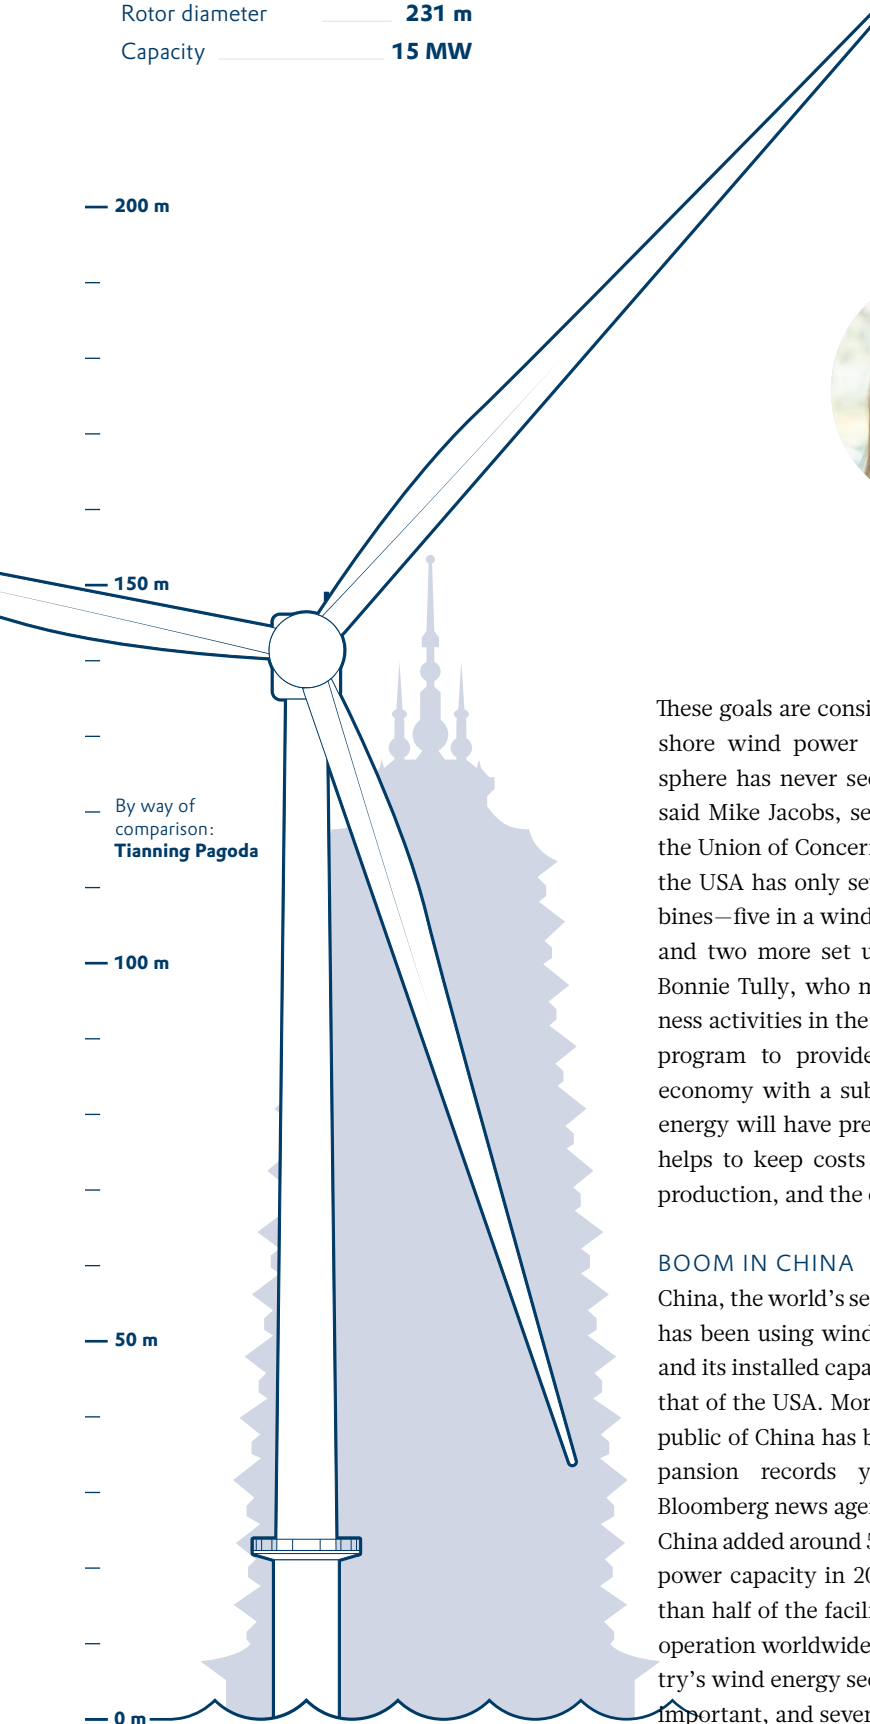 Rotor diameter 231 m
Capacity 15 MW
200 m
150 m
By way of
comparison:
Tianning Pagoda
100 m
50 m
0 m
These goals are consi
shore wind power
sphere has never se
said Mike Jacobs, se
the Union of Concer
the USA has only se
bines—five in a wind
and two more set u
Bonnie Tully, who m
ness activities in the
program to provide
economy with a sub
energy will have pre
helps to keep costs
production, and the
BOOM IN CHINA
China, the world's se
has been using wind
and its installed capa
that of the USA. Mor
public of China has b
pansion records y
Bloomberg news age
China added around 5
power capacity in 20
than half of the facili
operation worldwide
try's wind energy sec
important, and sever